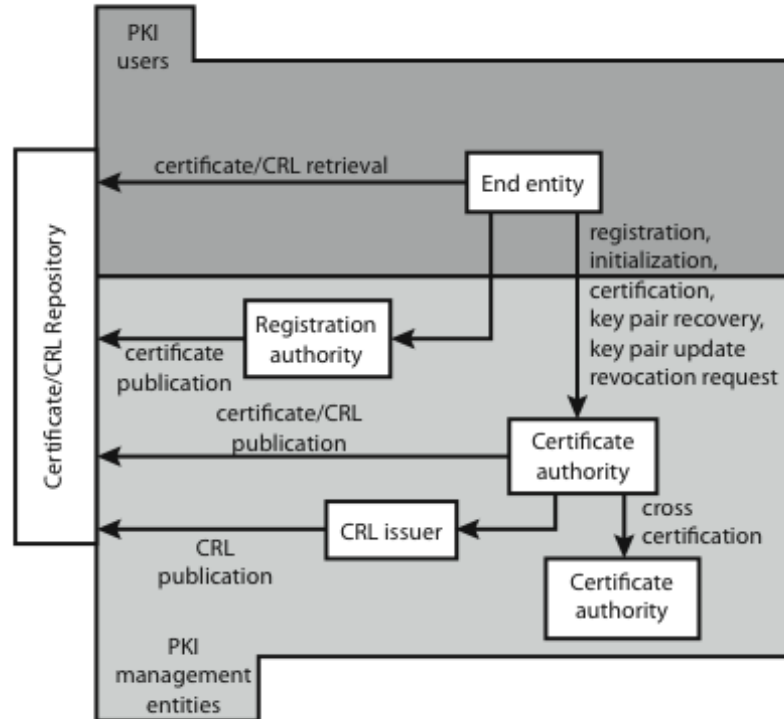 PKI
users
certificate/CRL retrieval
End entity
Certificate/CRL Repository
registration,
initialization,
certification,
key pair recovery,
key pair update
revocation request
Registration
authority
certificate
publication
certificate/CRL
publication
Certificate
authority
CRL issuer
cross
certification
CRL
publication
Certificate
authority
PKI
management
entities